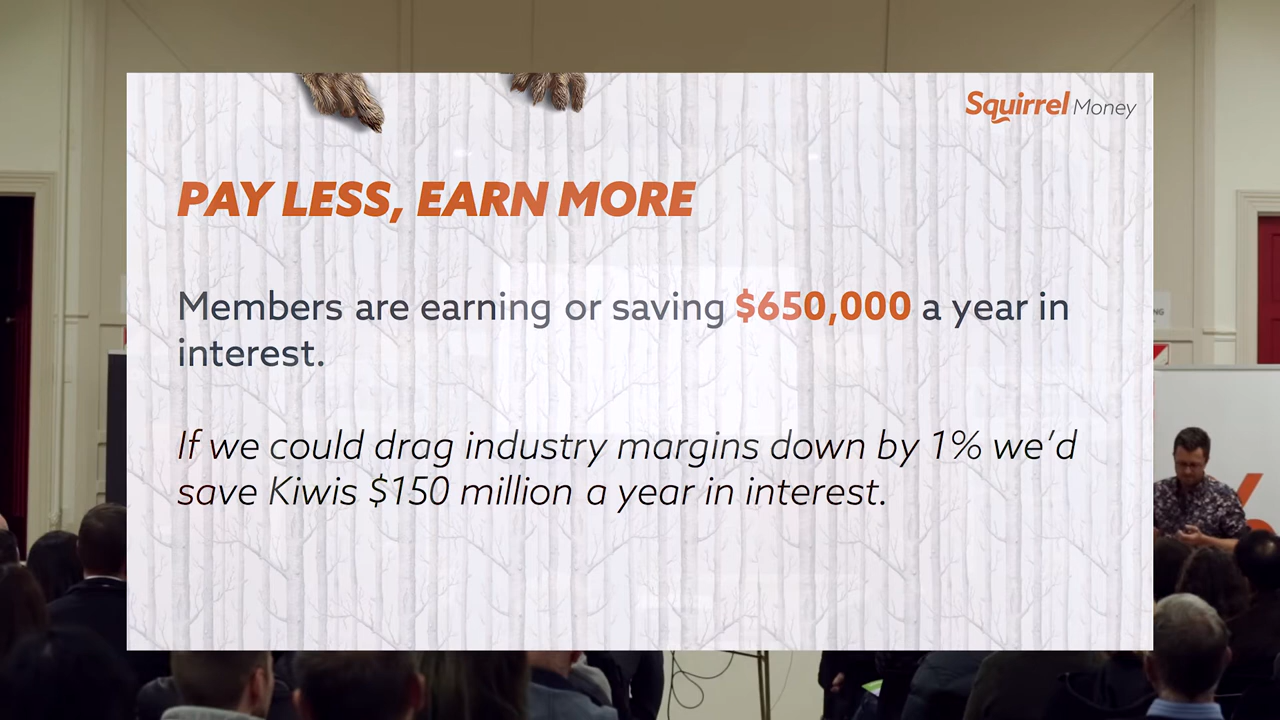 Squirrel Money
PAY LESS, EARN MORE
Members are earning or saving $650,000 a year in
interest.
If we could drag industry margins down by 1% we'd
save Kiwis $150 million a year in interest.